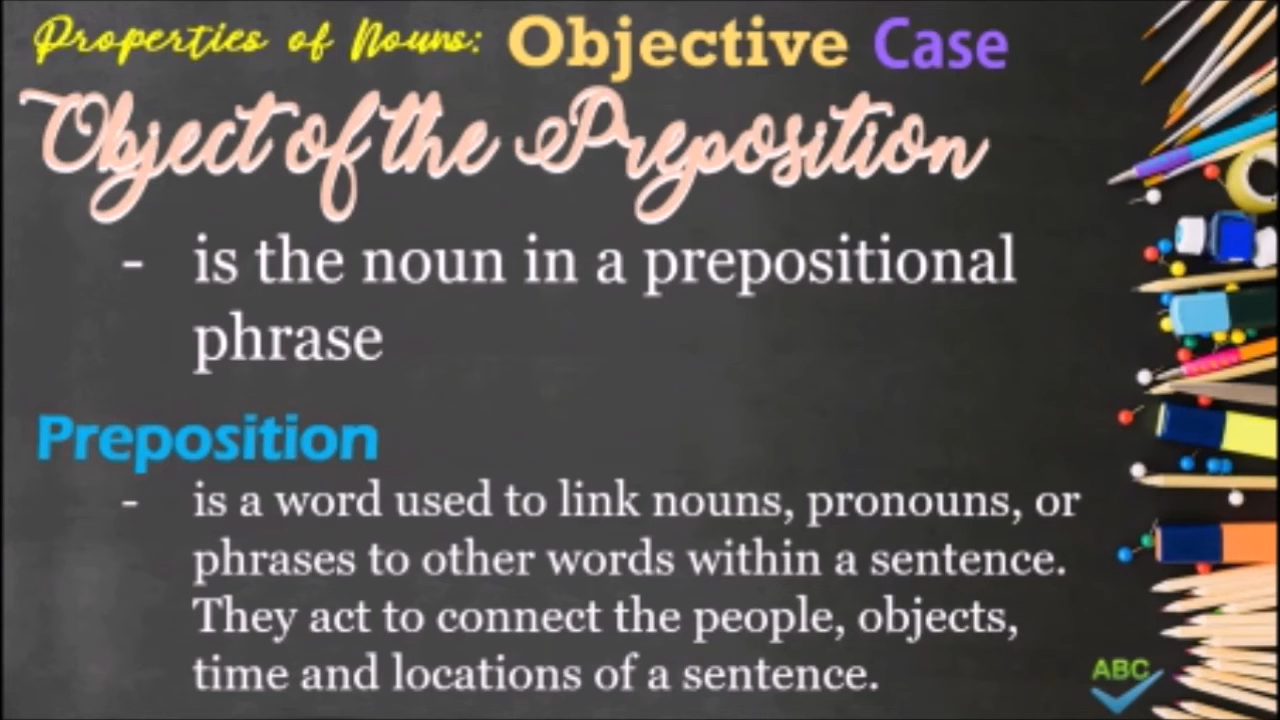 Properties of Nouns: Objective Case
Object of the Preposition
- is the noun in a prepositional
phrase
Preposition
- is a word used to link nouns, pronouns, or
phrases to other words within a sentence.
They act to connect the people, objects,
time and locations of a sentence.
ABC